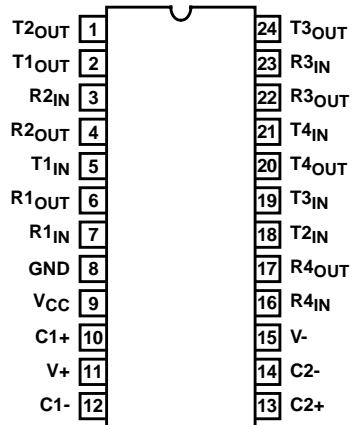 T2OUT 1 24 T3OUT
T1OUT 2 23 R3IN
R2IN 3 22 R3OUT
R2OUT 4 21 T4IN
T1IN 5 20 T4OUT
R1OUT 6 19 T3IN
R1IN 7 18 T2IN
GND 8 17 R4OUT
VCC 9 16 R4IN
C1+ 10 15 V-
V+ 11 14 C2-
C1- 12 13 C2+